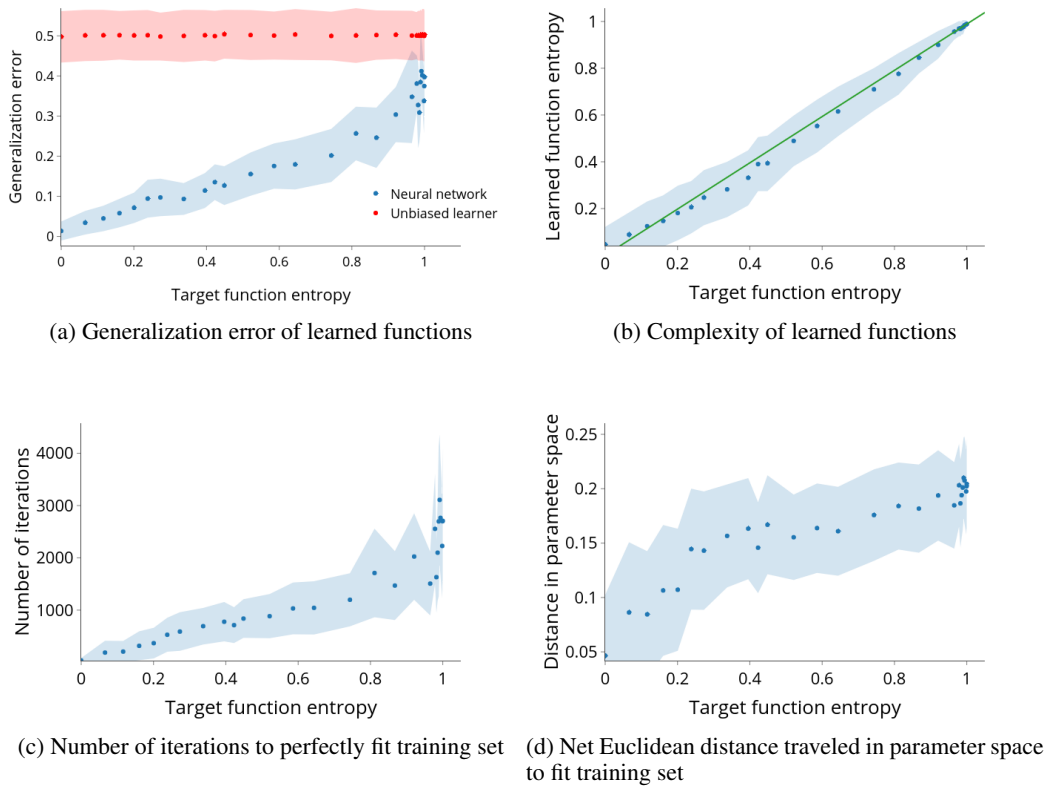 Generalization error
0.5
0.4
0.3
0.2
0.1
0
Neural network
Unbiased learner
0
0.2
0.4
0.6
0.8
1
Target function entropy
(a) Generalization error of learned functions
Learned function entropy
1
0.8
0.6
0.4
0.2
0
0.2
0.4
0.6
0.8
1
Target function entropy
(b) Complexity of learned functions
Number of iterations
4000
3000
2000
1000
0
0.2
0.4
0.6
0.8
1
Target function entropy
(c) Number of iterations to perfectly fit training set
Distance in parameter space
0.25
0.2
0.15
0.1
0.05
0
0.2
0.4
0.6
0.8
1
Target function entropy
(d) Net Euclidean distance traveled in parameter space
to fit training set